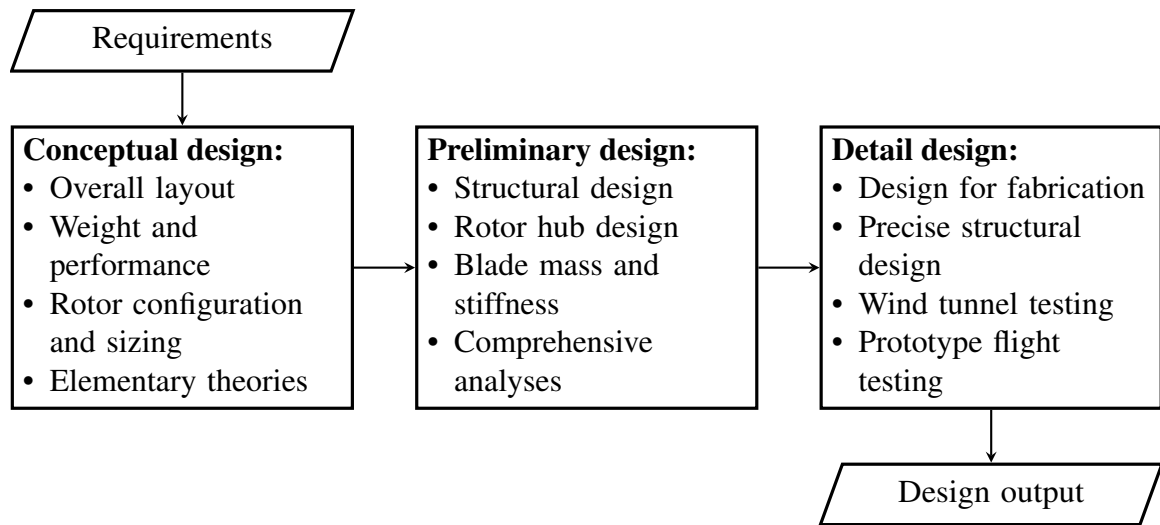 Requirements
Conceptual design:
• Overall layout
• Weight and
performance
• Rotor configuration
and sizing
• Elementary theories
Preliminary design:
• Structural design
• Rotor hub design
• Blade mass and
stiffness
• Comprehensive
analyses
Detail design:
• Design for fabrication
• Precise structural
design
• Wind tunnel testing
• Prototype flight
testing
Design output